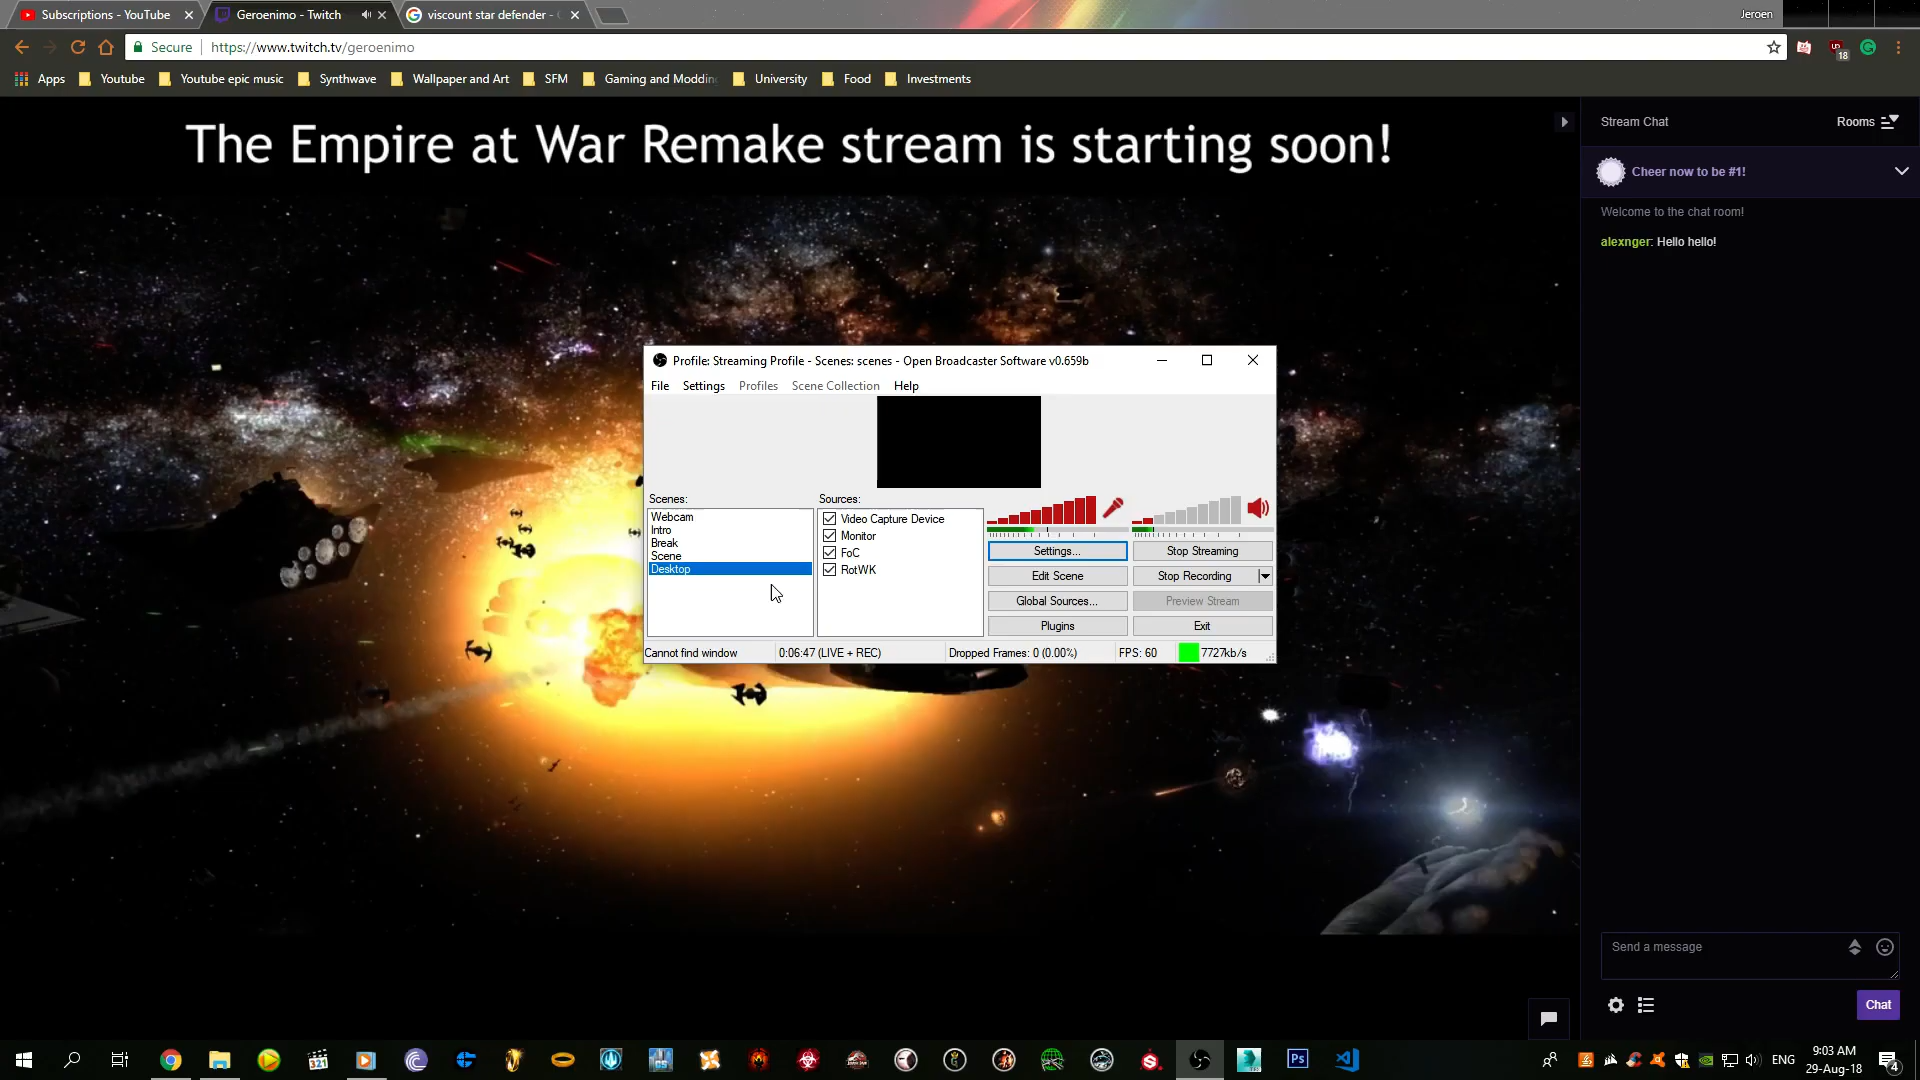 Subscriptions - YouTube
Geroenimo - Twitch
viscount star defender -
Jeroen
Secure
https://www.twitch.tv/geroenimo
18
Apps
Youtube
Youtube epic music
Synthwave
Wallpaper and Art
SFM
Gaming and Modding
University
Food
Investments
The Empire at War Remake stream is starting soon!
Stream Chat
Rooms
Cheer now to be #1!
Welcome to the chat room!
alexnger: Hello hello!
Profile: Streaming Profile - Scenes: scenes - Open Broadcaster Software v0.659b
File
Settings
Profiles
Scene Collection
Help
Scenes:
Webcam
Intro
Break
Scene
Desktop
Sources:
Video Capture Device
Monitor
FoC
RotWK
Settings...
Stop Streaming
Edit Scene
Stop Recording
Global Sources...
Preview Stream
Plugins
Exit
Cannot find window
0:06:47 (LIVE + REC)
Dropped Frames: 0 (0.00%)
FPS: 60
7727kb/s
Send a message
Chat
321
Ps
ENG
9:03 AM
29-Aug-18
4